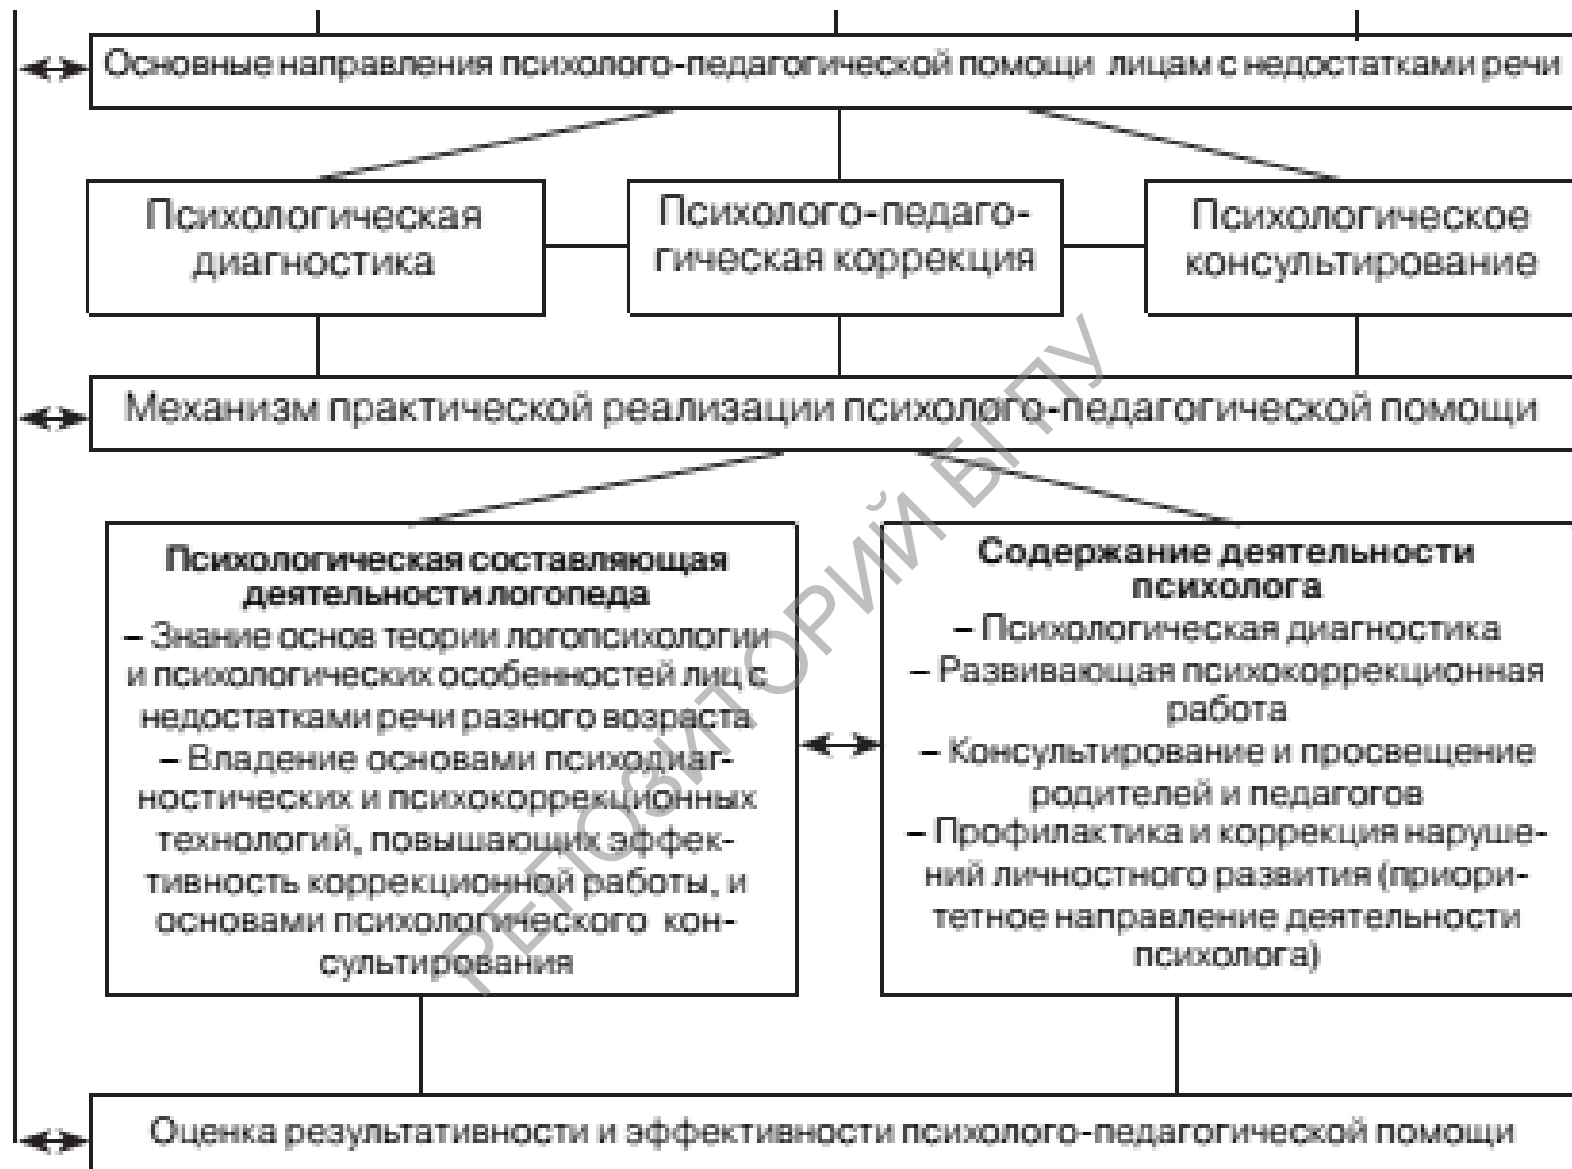 Основные направления психолого-педагогической помощи лицам с недостатками речи
Психологическая
диагностика
Психолого-педаго-
гическая коррекция
Психологическое
консультирование
Механизм практической реализации психолого-педагогической помощи
Психологическая составляющая
деятельности логопеда
– Знание основ теории логопсихологии
и психологических особенностей лиц с
недостатками речи разного возраста
– Владение основами психодиаг-
ностических и психокоррекционных
технологий, повышающих эффек-
тивность коррекционной работы, и
основами психологического кон-
сультирования
Содержание деятельности
психолога
– Психологическая диагностика
– Развивающая психокоррекционная
работа
– Консультирование и просвещение
родителей и педагогов
– Профилактика и коррекция наруше-
ний личностного развития (приори-
тетное направление деятельности
психолога)
Оценка результативности и эффективности психолого-педагогической помощи
РЕПОЗИТОРИЙ БГПУ